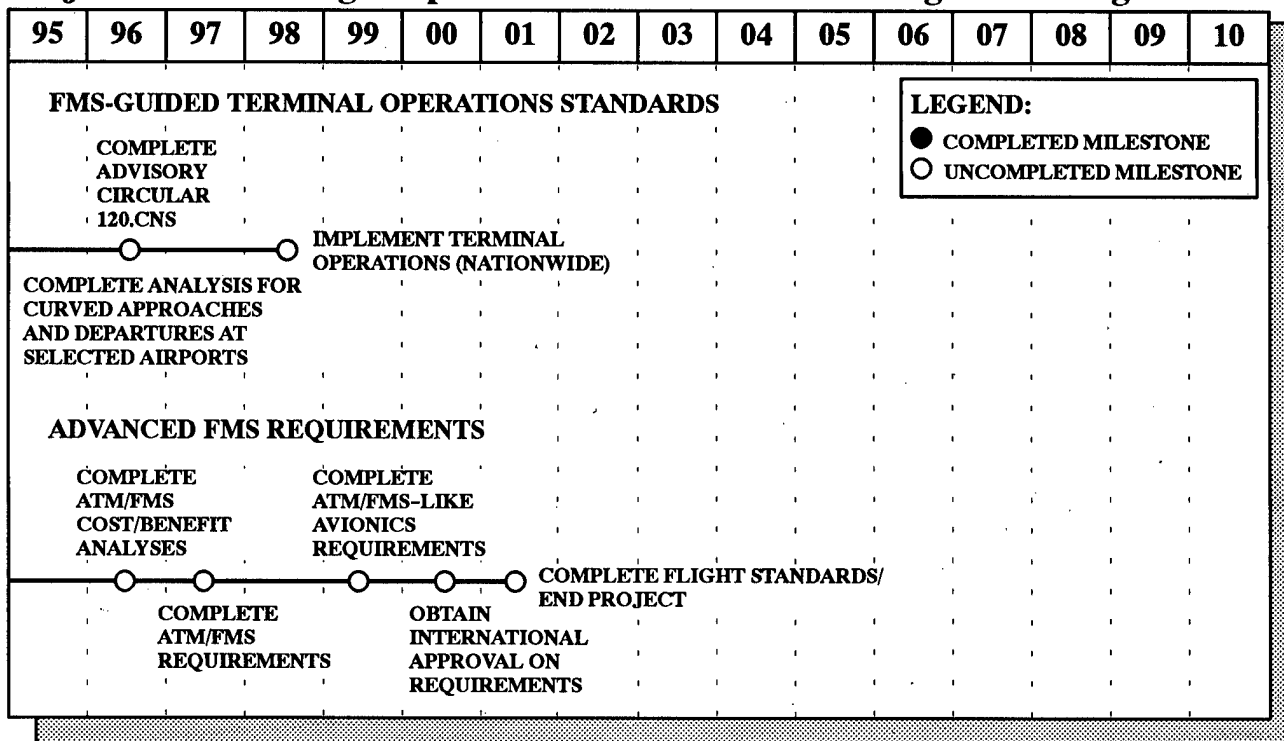 95 96 97 98 99 00 01 02 03 04 05 06 07 08 09 10
FMS-GUIDED TERMINAL OPERATIONS STANDARDS
LEGEND:
COMPLETED MILESTONE
UNCOMPLETED MILESTONE
COMPLETE
ADVISORY
CIRCULAR
120.CNS
IMPLEMENT TERMINAL
OPERATIONS (NATIONWIDE)
COMPLETE ANALYSIS FOR
CURVED APPROACHES
AND DEPARTURES AT
SELECTED AIRPORTS
ADVANCED FMS REQUIREMENTS
COMPLETE
ATM/FMS
COST/BENEFIT
ANALYSES
COMPLETE
ATM/FMS-LIKE
AVIONICS
REQUIREMENTS
COMPLETE FLIGHT STANDARDS/
END PROJECT
COMPLETE
ATM/FMS
REQUIREMENTS
OBTAIN
INTERNATIONAL
APPROVAL ON
REQUIREMENTS